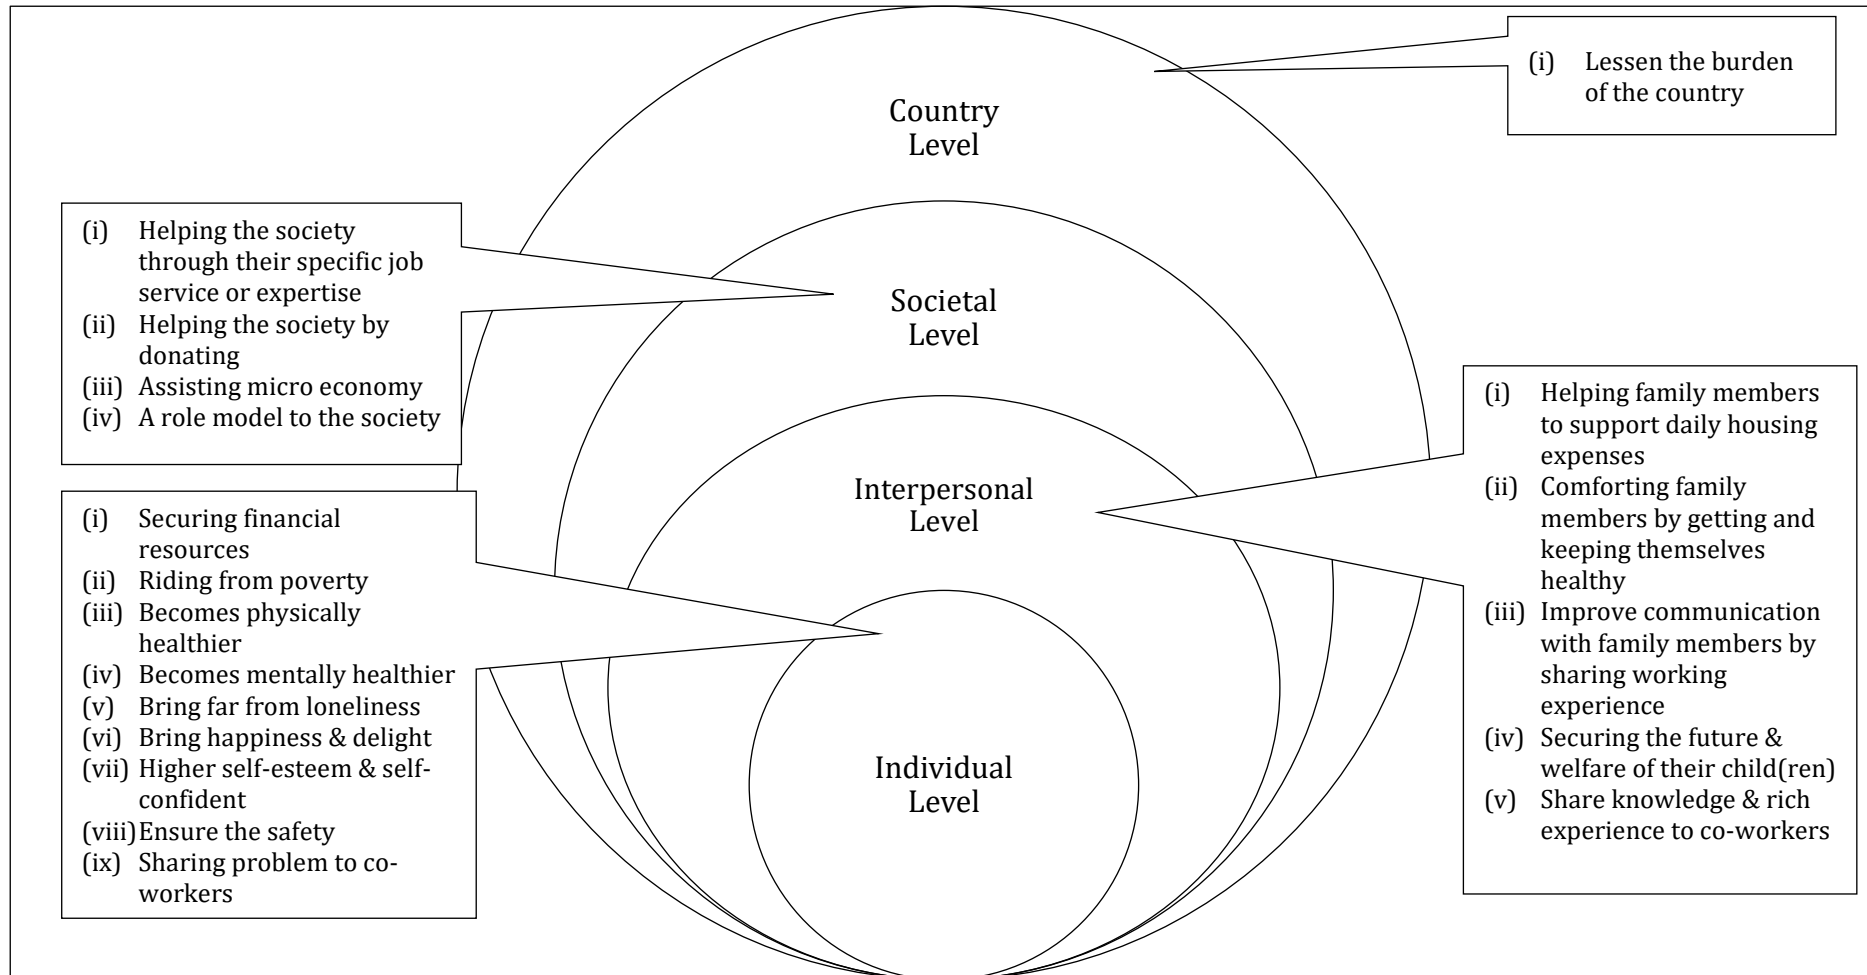 Country
Level
(i) Lessen the burden
of the country
(i) Helping the society
through their specific job
service or expertise
(ii) Helping the society by
donating
(iii) Assisting micro economy
(iv) A role model to the society
Societal
Level
(i) Helping family members
to support daily housing
expenses
(ii) Comforting family
members by getting and
keeping themselves
healthy
(iii) Improve communication
with family members by
sharing working
experience
(iv) Securing the future &
welfare of their child(ren)
(v) Share knowledge & rich
experience to co-workers
Interpersonal
Level
(i) Securing financial
resources
(ii) Riding from poverty
(iii) Becomes physically
healthier
(iv) Becomes mentally healthier
(v) Bring far from loneliness
(vi) Bring happiness & delight
(vii) Higher self-esteem & self-
confident
(viii) Ensure the safety
(ix) Sharing problem to co-
workers
Individual
Level